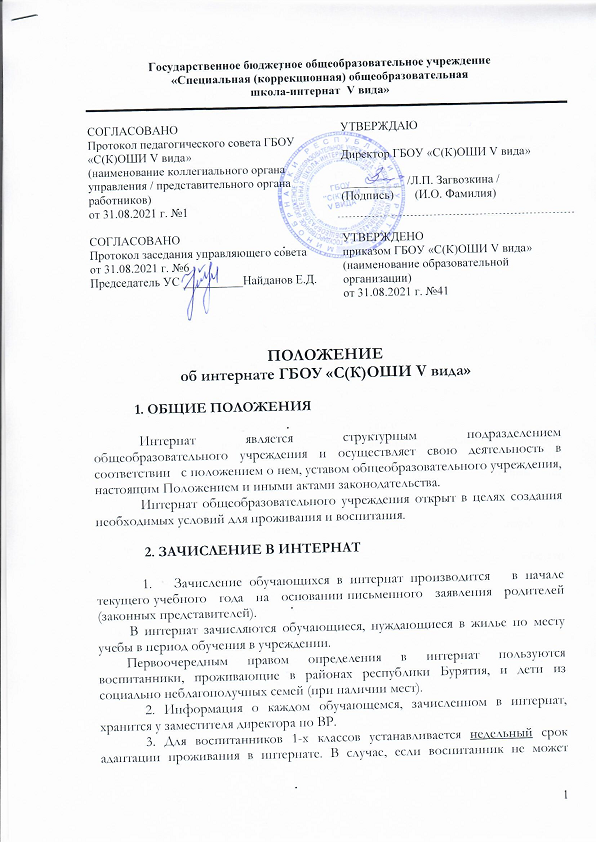 Государственное бюджетное общеобразовательное учреждение
«Специальная (коррекционная) общеобразовательная
школа-интернат V вида»
СОГЛАСОВАНО
Протокол педагогического совета ГБОУ
«С(К)ОШИ V вида»
(наименование коллегиального органа
управления / представительного органа
работников)
от 31.08.2021 г. №1
УТВЕРЖДАЮ
Директор ГБОУ «С(К)ОШИ V вида»
/Л.П. Загвозкина /
(Подпись) (И.О. Фамилия)
ГБОУ
"С(К)ОШИ
V ВИДА"
СОГЛАСОВАНО
Протокол заседания управляющего совета
от 31.08.2021 г. №6
Председатель УС __________Найданов Е.Д.
УТВЕРЖДЕНО
приказом ГБОУ «С(К)ОШИ V вида»
(наименование образовательной
организации)
от 31.08.2021 г. №41
ПОЛОЖЕНИЕ
об интернате ГБОУ «С(К)ОШИ V вида»
1. ОБЩИЕ ПОЛОЖЕНИЯ
Интернат является структурным подразделением
общеобразовательного учреждения и осуществляет свою деятельность в
соответствии с положением о нем, уставом общеобразовательного учреждения,
настоящим Положением и иными актами законодательства.
Интернат общеобразовательного учреждения открыт в целях создания
необходимых условий для проживания и воспитания.
2. ЗАЧИСЛЕНИЕ В ИНТЕРНАТ
1. Зачисление обучающихся в интернат производится в начале
текущего учебного года на основании письменного заявления родителей
(законных представителей).
В интернат зачисляются обучающиеся, нуждающиеся в жилье по месту
учебы в период обучения в учреждении.
Первоочередным правом определения в интернат пользуются
воспитанники, проживающие в районах республики Бурятия, и дети из
социально неблагополучных семей (при наличии мест).
2. Информация о каждом обучающемся, зачисленном в интернат,
хранится у заместителя директора по ВР.
3. Для воспитанников 1-х классов устанавливается недельный срок
адаптации проживания в интернате. В случае, если воспитанник не может
1